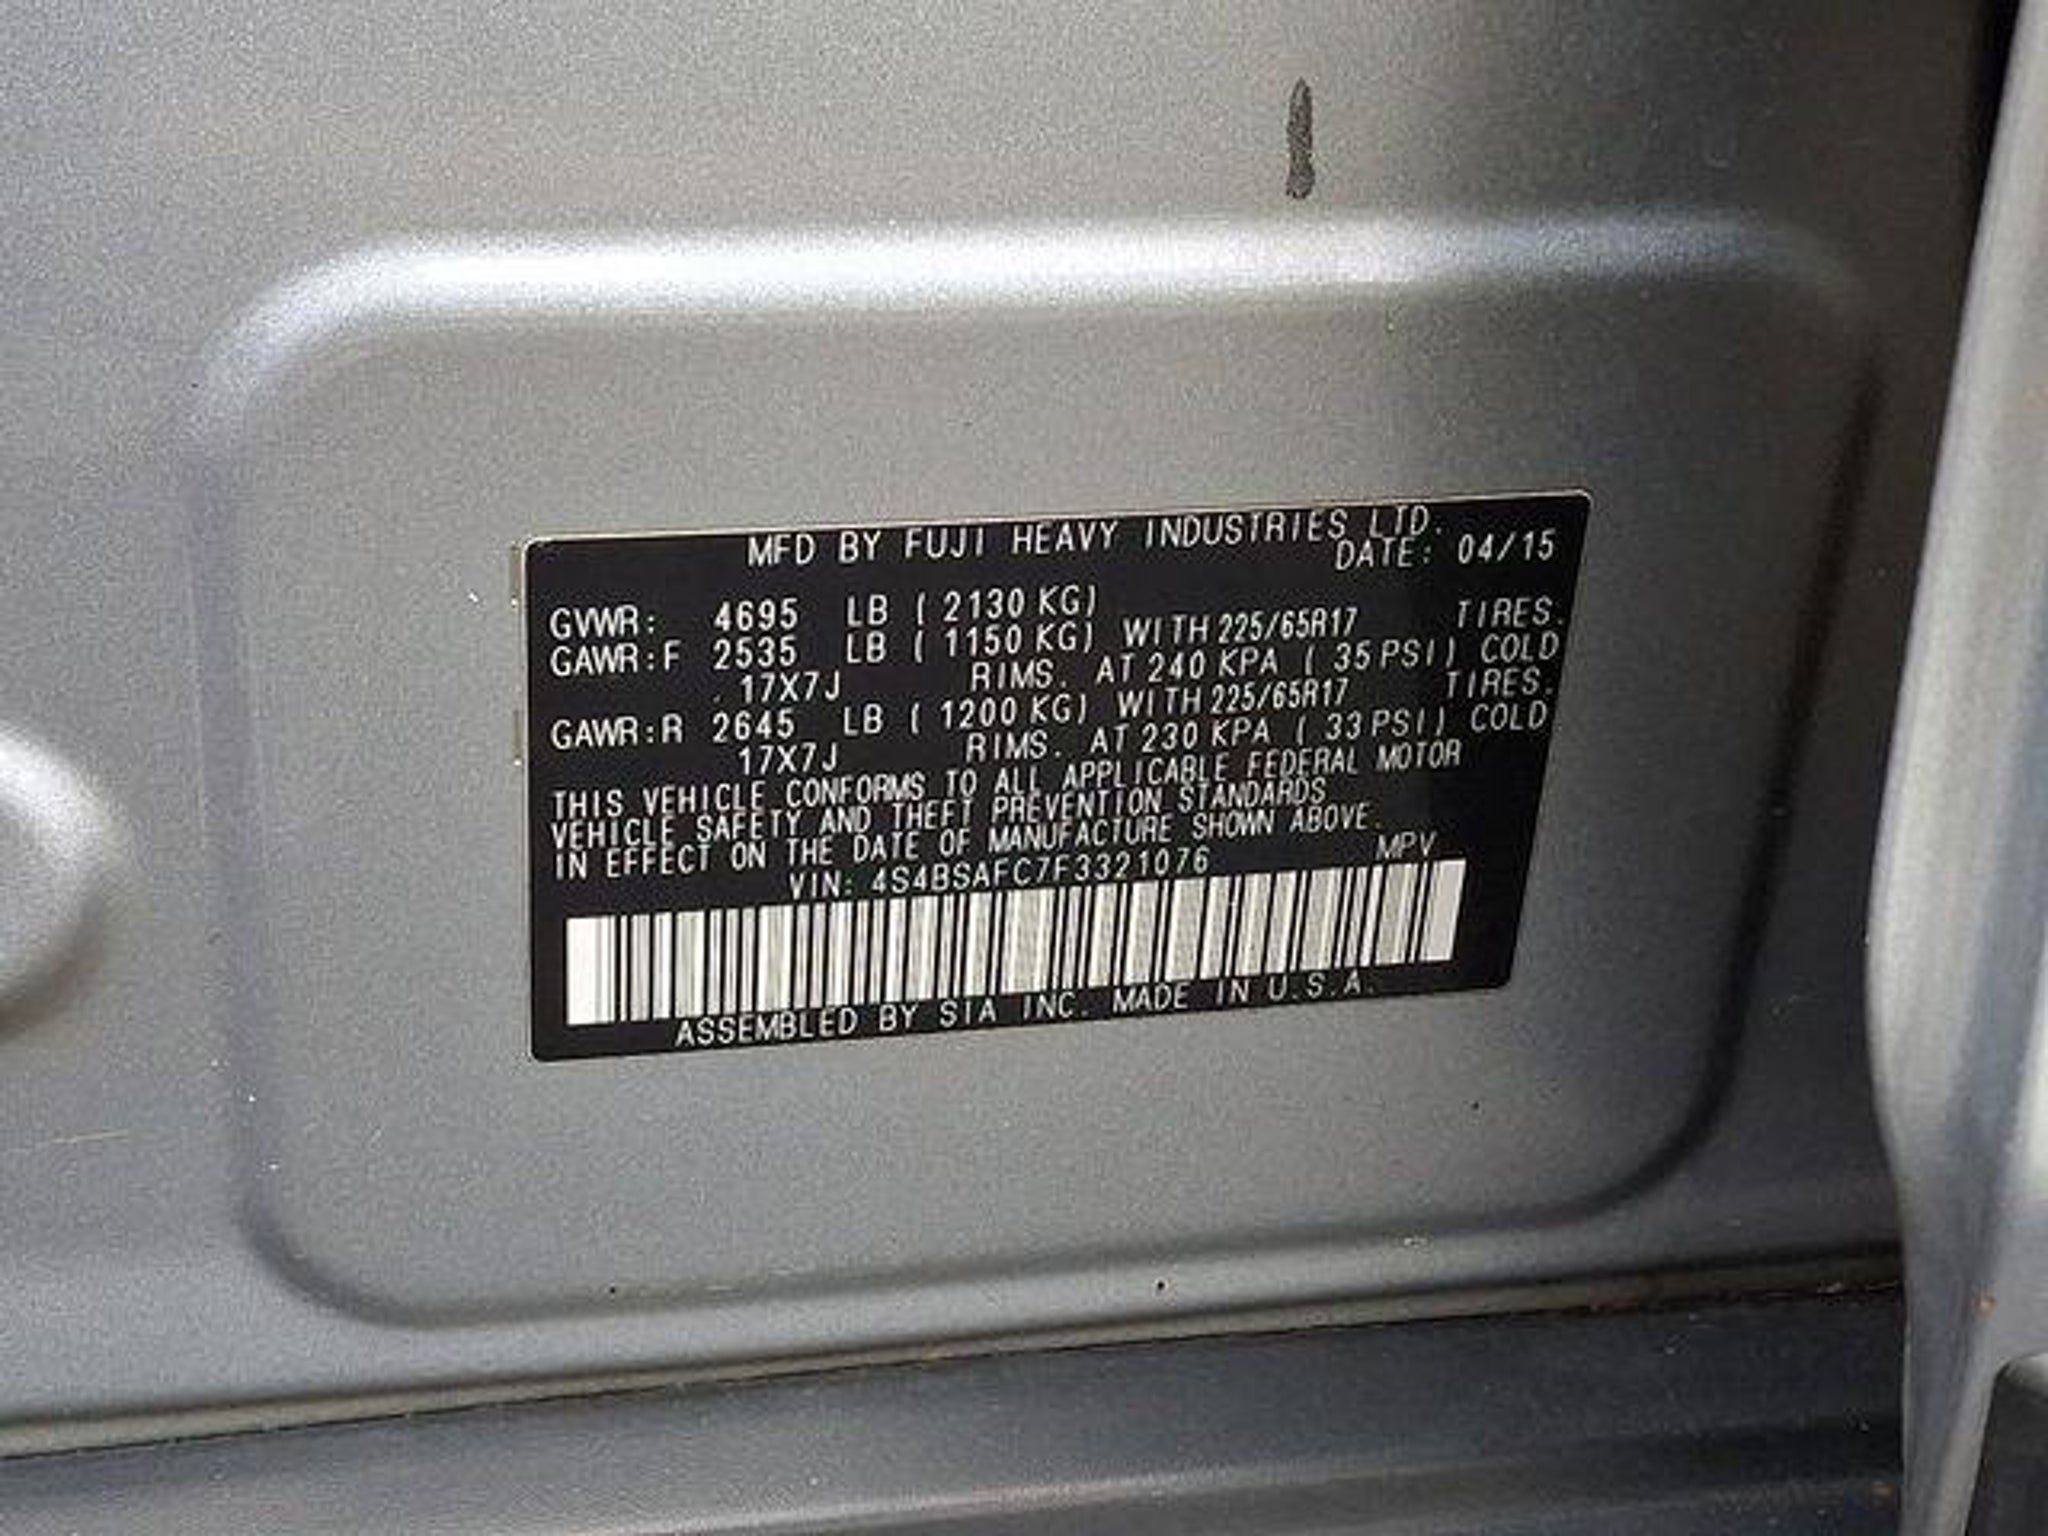 MFD BY FUJI HEAVY INDUSTRIES LTD.
DATE: 04/15
GVWR: 4695 LB ( 2130 KG)
GAWR:F 2535 LB ( 1150 KG) WITH 225/65R17 TIRES.
17X7J RIMS. AT 240 KPA ( 35 PSI) COLD
GAWR:R 2645 LB ( 1200 KG) WITH 225/65R17 TIRES.
17X7J RIMS. AT 230 KPA ( 33 PSI) COLD
THIS VEHICLE CONFORMS TO ALL APPLICABLE FEDERAL MOTOR
VEHICLE SAFETY AND THEFT PREVENTION STANDARDS
IN EFFECT ON THE DATE OF MANUFACTURE SHOWN ABOVE.
VIN: 4S4BSAFC7F3321076 MPV
ASSEMBLED BY SIA INC. MADE IN U.S.A.